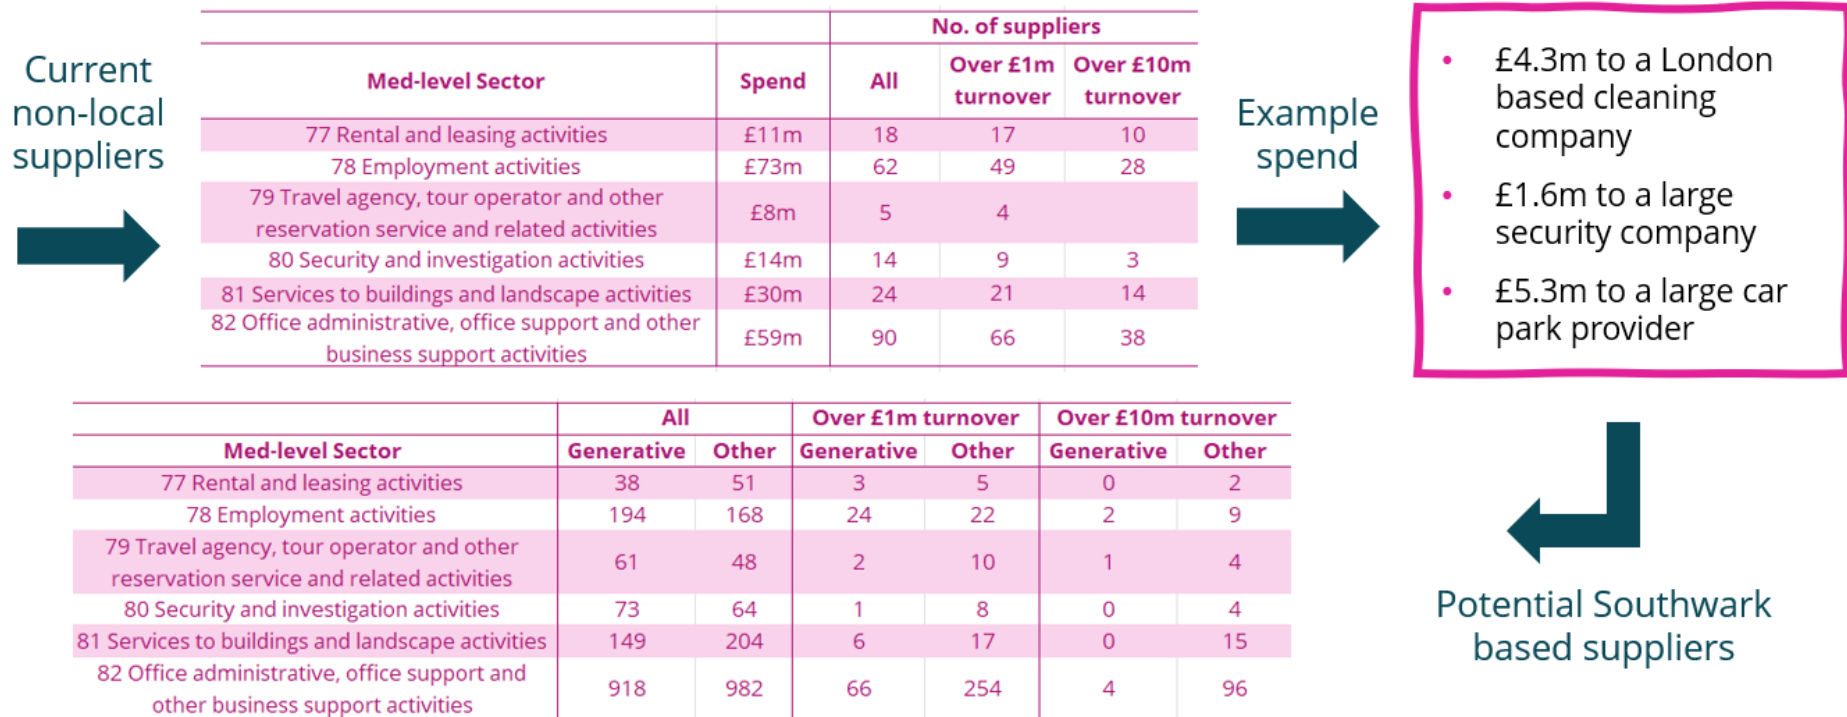 Current
non-local
suppliers
No. of suppliers
Med-level Sector Spend All Over £1m turnover Over £10m turnover
77 Rental and leasing activities £11m 18 17 10
78 Employment activities £73m 62 49 28
79 Travel agency, tour operator and other
reservation service and related activities £8m 5 4
80 Security and investigation activities £14m 14 9 3
81 Services to buildings and landscape activities £30m 24 21 14
82 Office administrative, office support and other
business support activities £59m 90 66 38
Example
spend
• £4.3m to a London
based cleaning
company
• £1.6m to a large
security company
• £5.3m to a large car
park provider
All Over £1m turnover Over £10m turnover
Med-level Sector Generative Other Generative Other Generative Other
77 Rental and leasing activities 38 51 3 5 0 2
78 Employment activities 194 168 24 22 2 9
79 Travel agency, tour operator and other
reservation service and related activities 61 48 2 10 1 4
80 Security and investigation activities 73 64 1 8 0 4
81 Services to buildings and landscape activities 149 204 6 17 0 15
82 Office administrative, office support and
other business support activities 918 982 66 254 4 96
Potential Southwark
based suppliers